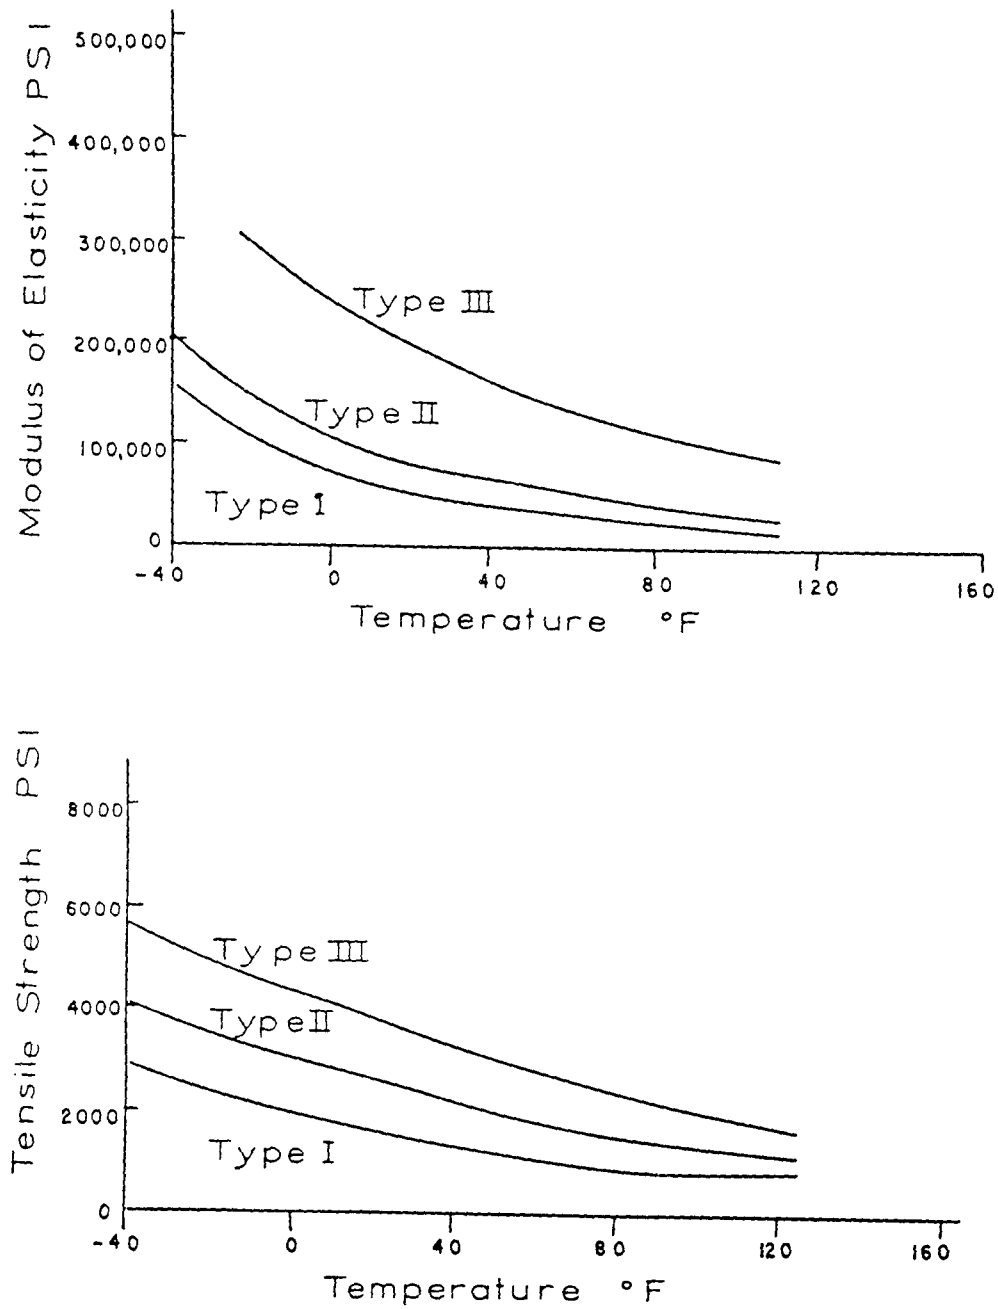 Modulus of Elasticity PSI
500,000
400,000
300,000
200,000
100,000
0
Type III
Type II
Type I
-40 0 40 80 120 160
Temperature °F
Tensile Strength PSI
8000
6000
4000
2000
0
Type III
Type II
Type I
-40 0 40 80 120 160
Temperature °F